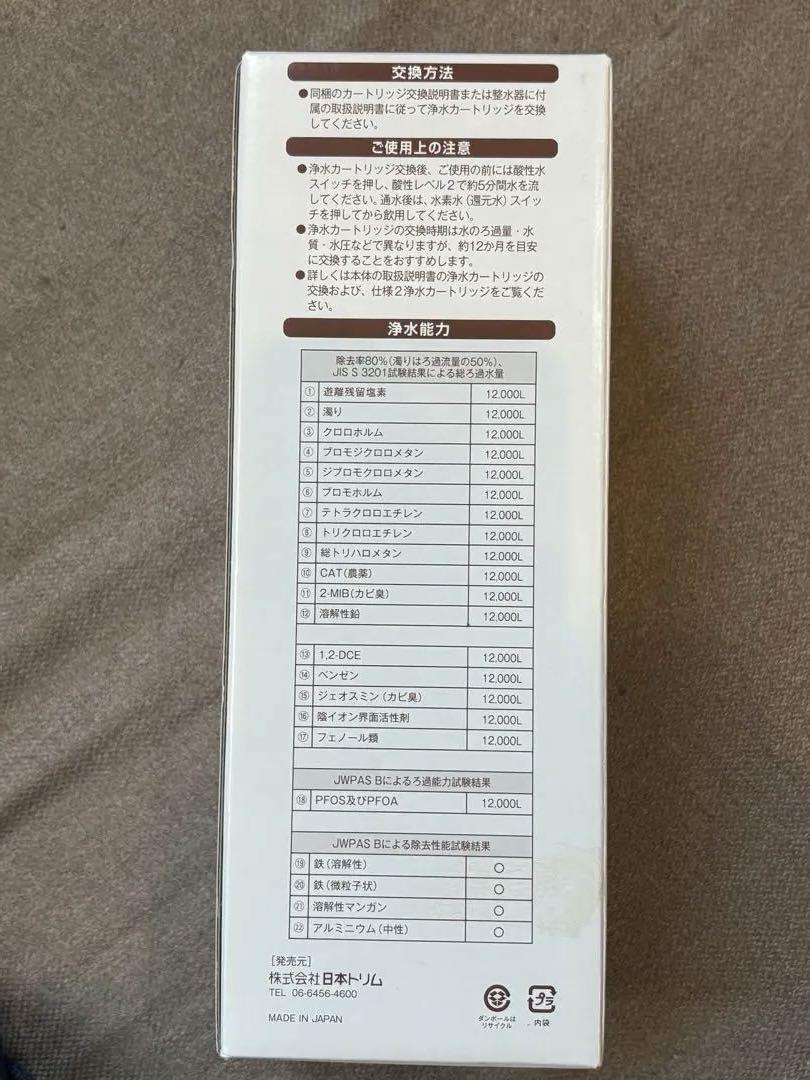 交換方法
●同梱のカートリッジ交換説明書または整水器に付
属の取扱説明書に従って浄水カートリッジを交換
してください。
ご使用上の注意
●浄水カートリッジ交換後、ご使用の前には酸性水
スイッチを押し、酸性レベル2で約5分間水を流
してください。通水後は、水素水（還元水）スイッ
チを押してから飲用してください。
●浄水カートリッジの交換時期は水のろ過量・水
質・水圧などで異なりますが、約12か月を目安
に交換することをおすすめします。
●詳しくは本体の取扱説明書の浄水カートリッジの
交換および、仕様2浄水カートリッジをご覧くだ
さい。
浄水能力
除去率80%（濁りはろ過流量の50%）、
JIS S 3201試験結果による総ろ過水量
① 遊離残留塩素 12,000L
② 濁り 12,000L
③ クロロホルム 12,000L
④ ブロモジクロロメタン 12,000L
⑤ ジブロモクロロメタン 12,000L
⑥ ブロモホルム 12,000L
⑦ テトラクロロエチレン 12,000L
⑧ トリクロロエチレン 12,000L
⑨ 総トリハロメタン 12,000L
⑩ CAT（農薬） 12,000L
⑪ 2-MIB（カビ臭） 12,000L
⑫ 溶解性鉛 12,000L
⑬ 1,2-DCE 12,000L
⑭ ベンゼン 12,000L
⑮ ジェオスミン（カビ臭） 12,000L
⑯ 陰イオン界面活性剤 12,000L
⑰ フェノール類 12,000L
JWPAS Bによるろ過能力試験結果
⑱ PFOS及びPFOA 12,000L
JWPAS Bによる除去性能試験結果
⑲ 鉄（溶解性） ○
⑳ 鉄（微粒子状） ○
㉑ 溶解性マンガン ○
㉒ アルミニウム（中性） ○
［発売元］
株式会社日本トリム
TEL 06-6456-4600
MADE IN JAPAN
ダンボールは
リサイクル
プラ
内袋